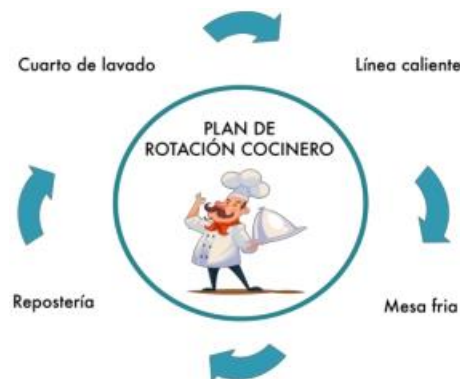 Cuarto de lavado
Línea caliente
PLAN DE
ROTACIÓN COCINERO
Repostería
Mesa fria